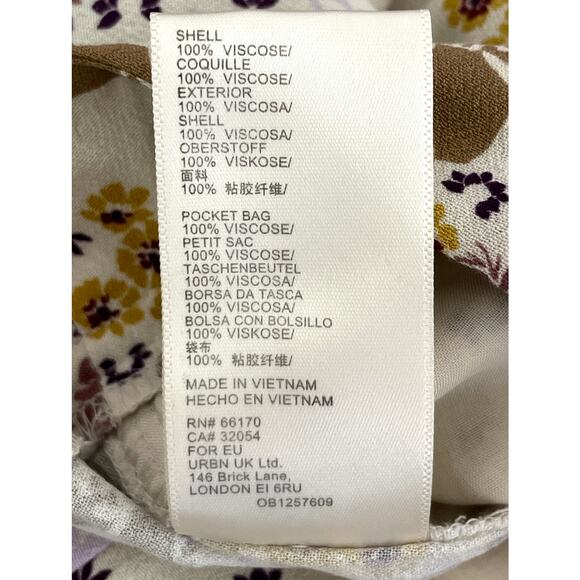 SHELL
100% VISCOSE/
COQUILLE
100% VISCOSE/
EXTERIOR
100% VISCOSA/
SHELL
100% VISCOSA/
OBERSTOFF
100% VISKOSE/
面料
100% 粘胶纤维/
POCKET BAG
100% VISCOSE/
PETIT SAC
100% VISCOSE/
TASCHENBEUTEL
100% VISCOSA/
BORSA DA TASCA
100% VISCOSA/
BOLSA CON BOLSILLO
100% VISKOSE/
袋布
100% 粘胶纤维/
MADE IN VIETNAM
HECHO EN VIETNAM
RN# 66170
CA# 32054
FOR EU
URBN UK Ltd.
146 Brick Lane,
LONDON EI 6RU
OB1257609